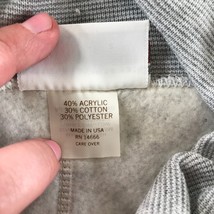 40% ACRYLIC
30% COTTON
30% POLYESTER
MADE IN USA
RN 14666
CARE OVER